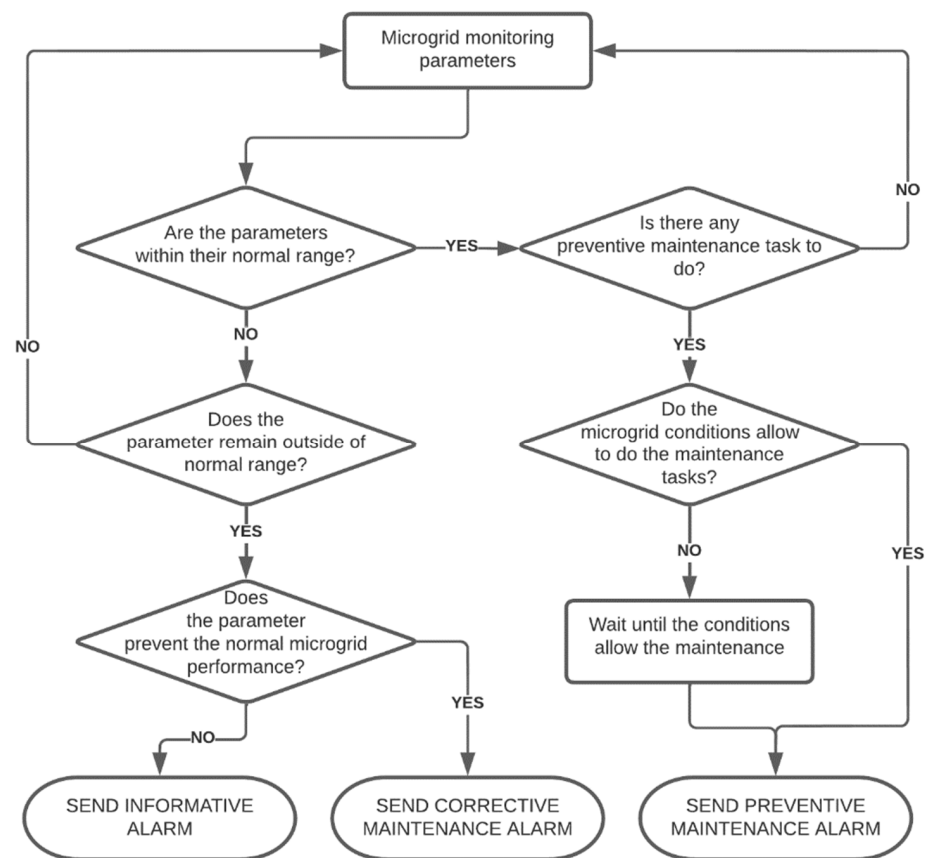 Microgrid monitoring
parameters
NO
Are the parameters
within their normal range?
YES
Is there any
preventive maintenance task to
do?
NO
NO
YES
Does the
parameter remain outside of
normal range?
Do the
microgrid conditions allow
to do the maintenance
tasks?
YES
NO
YES
Does
the parameter
prevent the normal microgrid
performance?
Wait until the conditions
allow the maintenance
YES
NO
SEND INFORMATIVE
ALARM
SEND CORRECTIVE
MAINTENANCE ALARM
SEND PREVENTIVE
MAINTENANCE ALARM